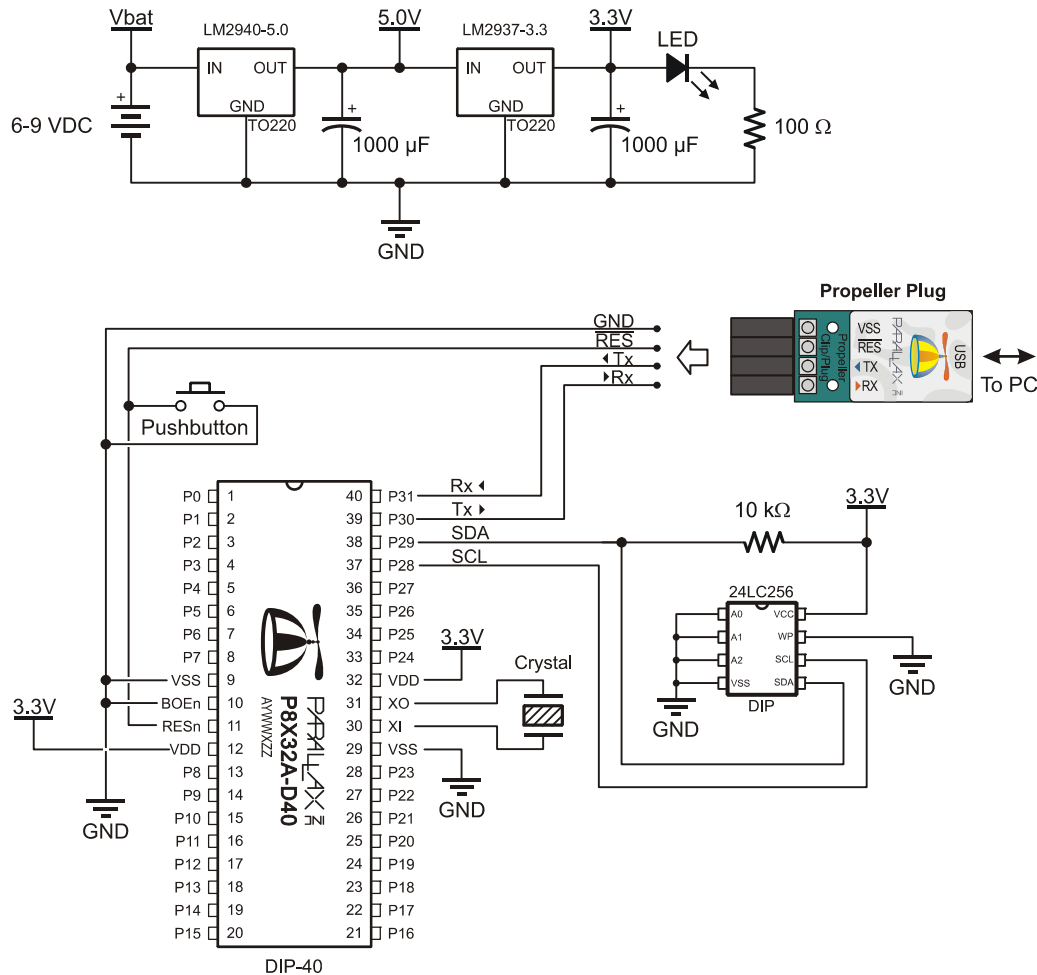 Vbat
5.0V
3.3V
LM2940-5.0
LM2937-3.3
LED
IN OUT
GND
TO220
IN OUT
GND
TO220
+
6-9 VDC
+
1000 µF
+
1000 µF
100 Ω
GND
Propeller Plug
GND
RES
Tx
Rx
Propeller
Clip/Plug
VSS
RES
TX
RX
PARALLAX INC
USB
To PC
Pushbutton
P0 1 40 P31 Rx
P1 2 39 P30 Tx
P2 3 38 P29 SDA
P3 4 37 P28 SCL
P4 5 36 P27
P5 6 35 P26
P6 7 34 P25
P7 8 33 P24
VSS 9 32 VDD
BOEn 10 31 XO
RESn 11 30 XI
VDD 12 29 VSS
P8 13 28 P23
P9 14 27 P22
P10 15 26 P21
P11 16 25 P20
P12 17 24 P19
P13 18 23 P18
P14 19 22 P17
P15 20 21 P16
PARALLAX INC
P8X32A-D40
AYWWXZZ
DIP-40
3.3V
GND
3.3V
Crystal
GND
10 kΩ
3.3V
24LC256
A0 VCC
A1 WP
A2 SCL
VSS SDA
DIP
GND
GND